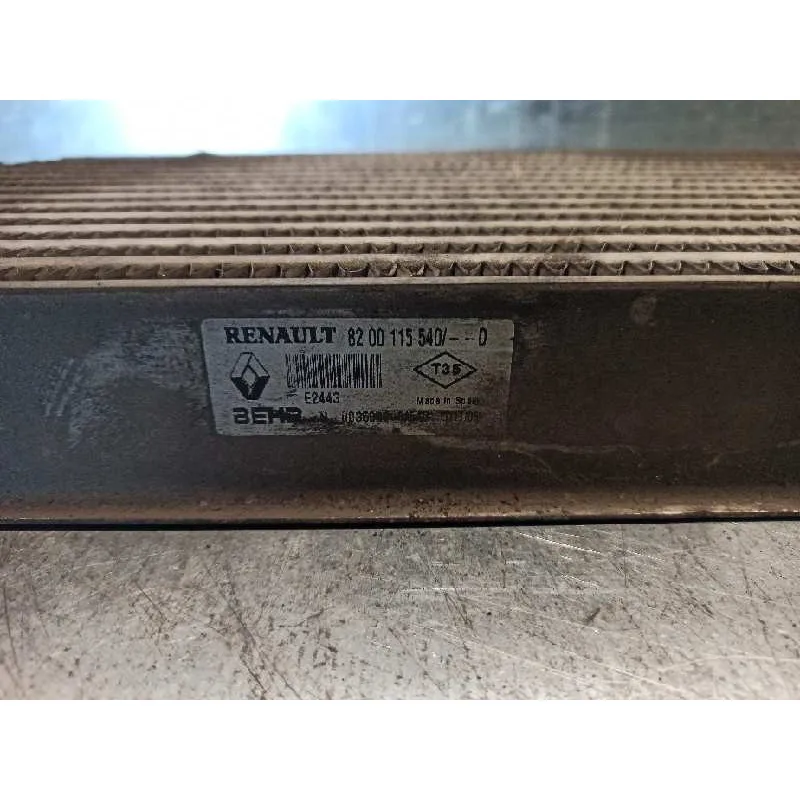 RENAULT 82 00 115 540/---D
T35
E2443
Made in Spain
BEHR